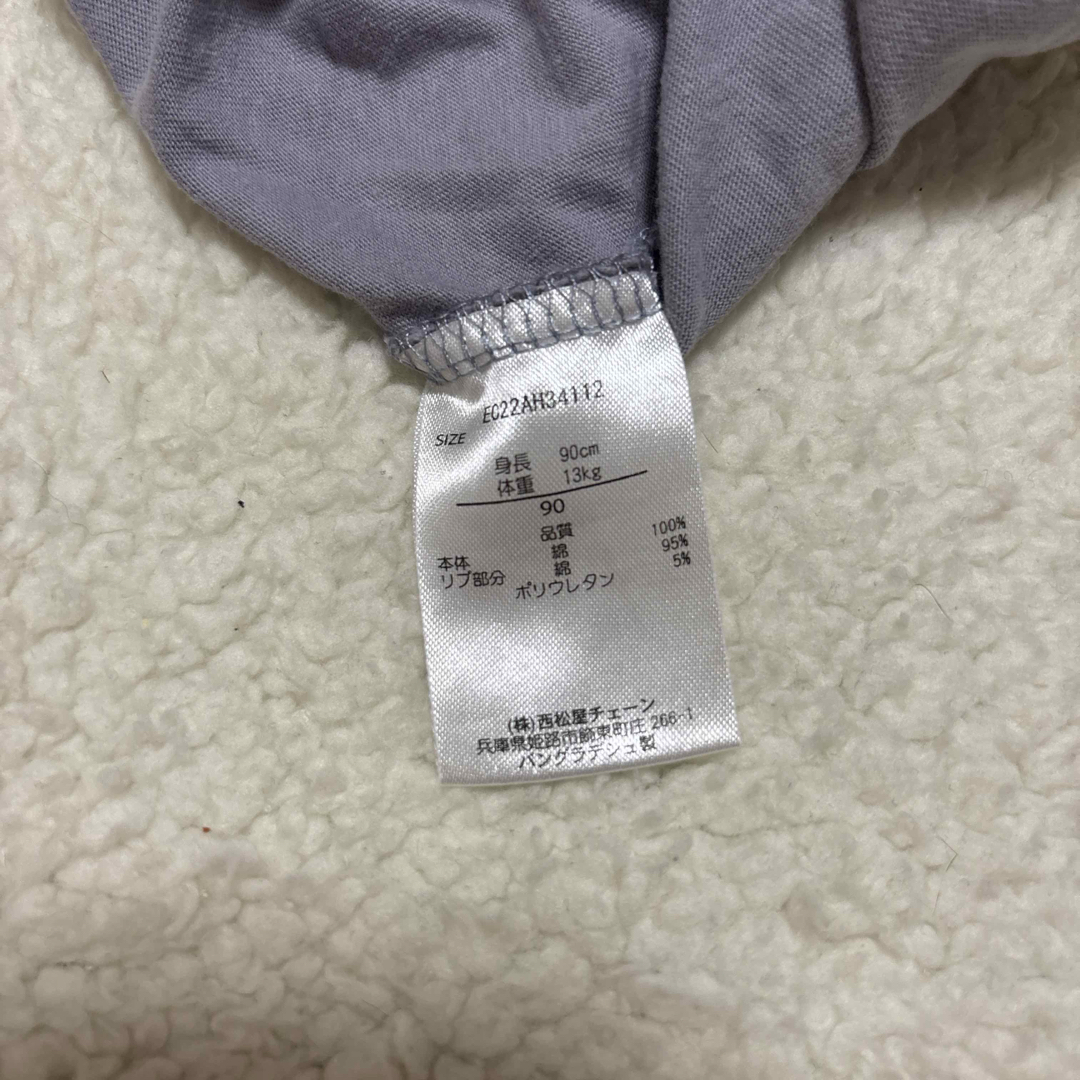 EC22AH34112
SIZE
身長 90cm
体重 13kg
90
品質
本体 綿 100%
リブ部分 綿 95%
ポリウレタン 5%
(株)西松屋チェーン
兵庫県姫路市飾東町庄 266-1
バングラデシュ製